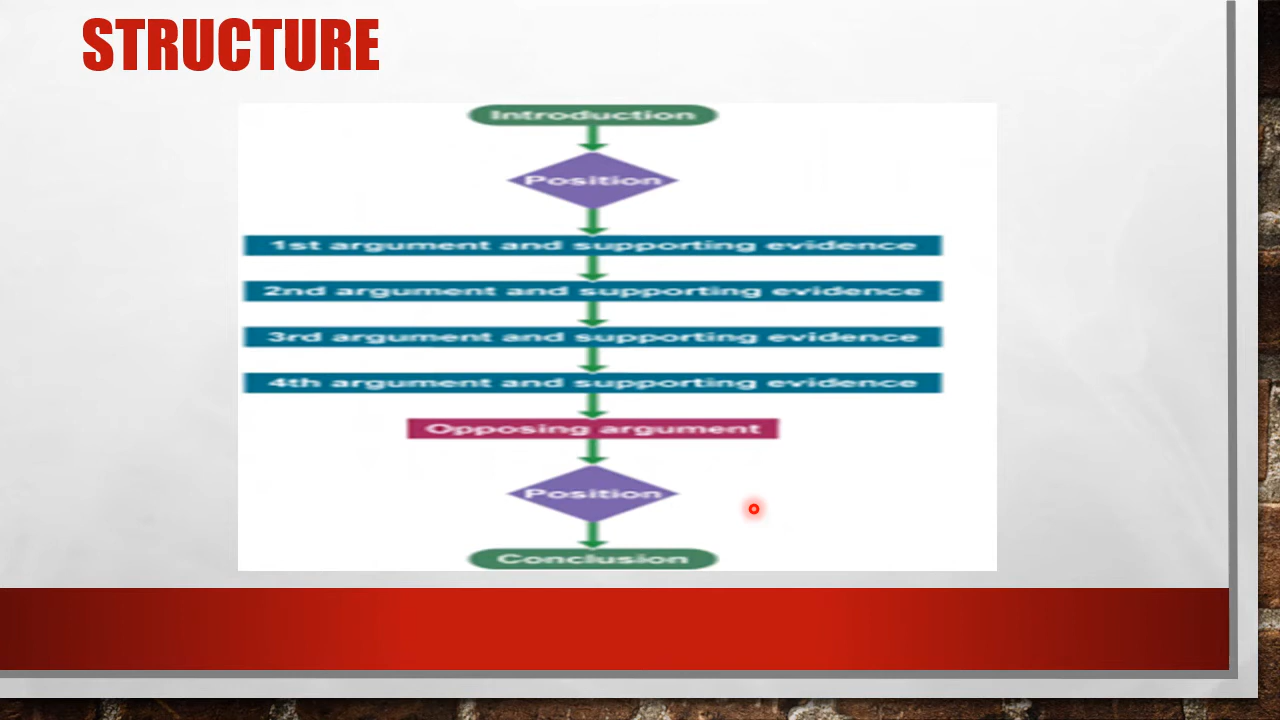 STRUCTURE
Introduction
Position
1st argument and supporting evidence
2nd argument and supporting evidence
3rd argument and supporting evidence
4th argument and supporting evidence
Opposing argument
Position
Conclusion